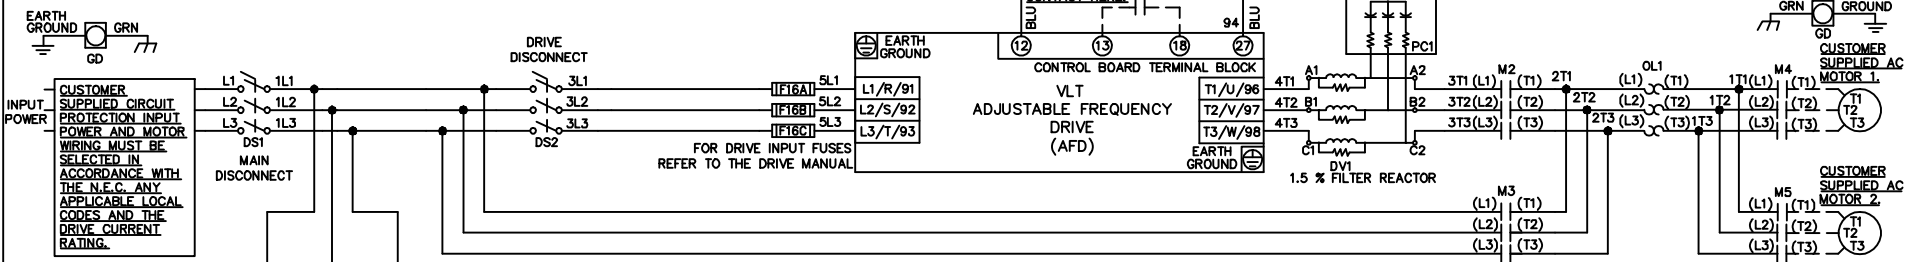 EARTH
GROUND
GRN
GD
INPUT
POWER
CUSTOMER
SUPPLIED CIRCUIT
PROTECTION INPUT
POWER AND MOTOR
WIRING MUST BE
SELECTED IN
ACCORDANCE WITH
THE N.E.C. ANY
APPLICABLE LOCAL
CODES AND THE
DRIVE CURRENT
RATING.
L1
L2
L3
1L1
1L2
1L3
DS1
MAIN
DISCONNECT
DRIVE
DISCONNECT
3L1
3L2
3L3
DS2
IF16A
IF16B
IF16C
5L1
5L2
5L3
FOR DRIVE INPUT FUSES
REFER TO THE DRIVE MANUAL
EARTH
GROUND
L1/R/91
L2/S/92
L3/T/93
BLU
94
BLU
12
13
18
27
CONTROL BOARD TERMINAL BLOCK
VLT
ADJUSTABLE FREQUENCY
DRIVE
(AFD)
T1/U/96
T2/V/97
T3/W/98
EARTH
GROUND
4T1
4T2
4T3
A1
B1
C1
A2
B2
C2
DV1
1.5 % FILTER REACTOR
PC1
M2
3T1 (L1) (T1)
3T2 (L2) (T2)
3T3 (L3) (T3)
2T1
2T2
2T3
M3
(L1) (T1)
(L2) (T2)
(L3) (T3)
OL1
(L1) (T1)
(L2) (T2)
(L3) (T3)
1T1
1T2
1T3
M4
(L1) (T1)
(L2) (T2)
(L3) (T3)
GRN
GD
GROUND
CUSTOMER
SUPPLIED AC
MOTOR 1.
T1
T2
T3
CUSTOMER
SUPPLIED AC
MOTOR 2.
M5
(L1) (T1)
(L2) (T2)
(L3) (T3)
T1
T2
T3